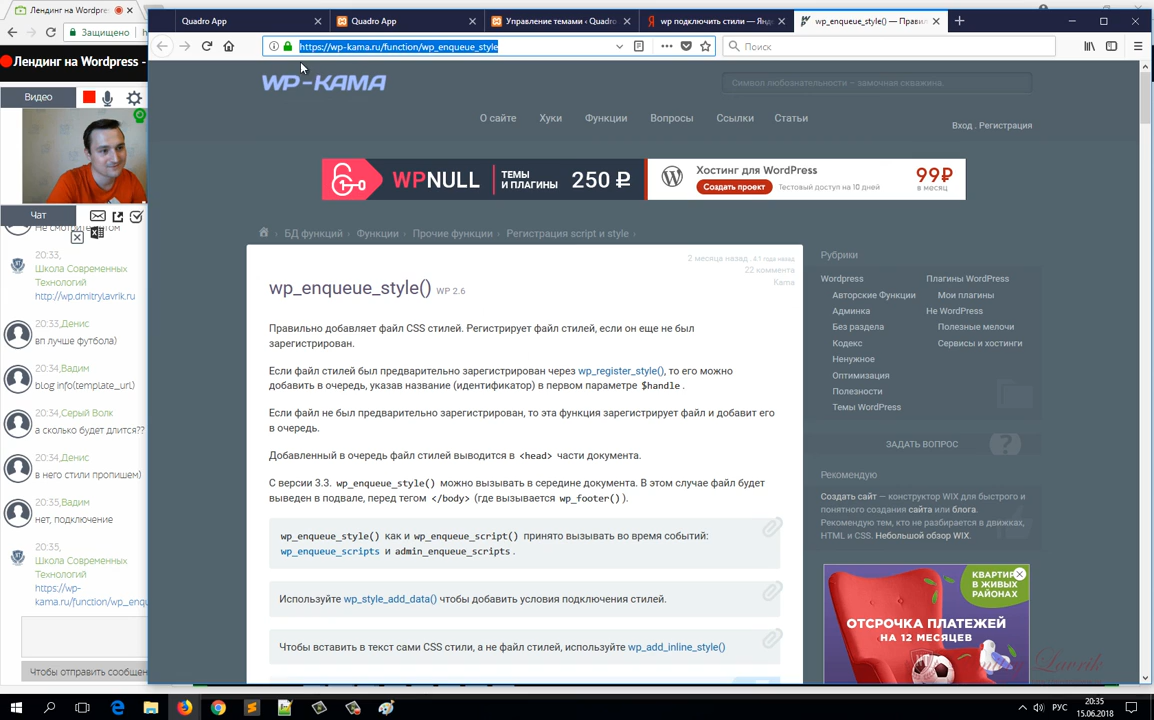 Лендинг на Wordpress
Защищено
Лендинг на Wordpress -
Видео
Чат
20:33,
Школа Современных
Технологий
http://wp.dmitrylavrik.ru
20:33,Денис
вп лучше футбола)
20:34,Вадим
blog info(template_url)
20:34,Серый Волк
а сколько будет длится??
20:34,Денис
в него стили пропишем)
20:35,Вадим
нет, подключение
20:35,
Школа Современных
Технологий
https://wp-
kama.ru/function/wp_enqu
Чтобы отправить сообщен
Quadro App
Quadro App
Управление темами ‹ Quadro
wp подключить стили — Янд
wp_enqueue_style() — Прави
https://wp-kama.ru/function/wp_enqueue_style
Поиск
WP-KAMA
Символ любознательности – замочная скважина.
О сайте Хуки Функции Вопросы Ссылки Статьи
Вход . Регистрация
WPNULL ТЕМЫ И ПЛАГИНЫ 250 ₽
Хостинг для WordPress
Создать проект Тестовый доступ на 10 дней
99₽
в месяц
БД функций › Функции › Прочие функции › Регистрация script и style ›
2 месяца назад
22 коммента
Kama
wp_enqueue_style() WP 2.6
Правильно добавляет файл CSS стилей. Регистрирует файл стилей, если он еще не был
зарегистрирован.
Если файл стилей был предварительно зарегистрирован через wp_register_style(), то его можно
добавить в очередь, указав название (идентификатор) в первом параметре $handle.
Если файл не был предварительно зарегистрирован, то эта функция зарегистрирует файл и добавит его
в очередь.
Добавленный в очередь файл стилей выводится в <head> части документа.
С версии 3.3. wp_enqueue_style() можно вызывать в середине документа. В этом случае файл будет
выведен в подвале, перед тегом </body> (где вызывается wp_footer()).
wp_enqueue_style() как и wp_enqueue_script() принято вызывать во время событий:
wp_enqueue_scripts и admin_enqueue_scripts.
Используйте wp_style_add_data() чтобы добавить условия подключения стилей.
Чтобы вставить в текст сами CSS стили, а не файл стилей, используйте wp_add_inline_style()
Рубрики
Wordpress
Авторские Функции
Админка
Без раздела
Кодекс
Ненужное
Оптимизация
Полезности
Темы WordPress
Плагины WordPress
Мои плагины
Не WordPress
Полезные мелочи
Сервисы и хостинги
ЗАДАТЬ ВОПРОС ?
Рекомендую
Создать сайт — конструктор WIX для быстрого и
понятного создания сайта или блога.
Рекомендую тем, кто не разбирается в движках,
HTML и CSS. Небольшой обзор WIX.
КВАРТИРЫ
В ЖИВЫХ
РАЙОНАХ
ОТСРОЧКА ПЛАТЕЖЕЙ
НА 12 МЕСЯЦЕВ
Lavrik
РУС
20:35
15.06.2018